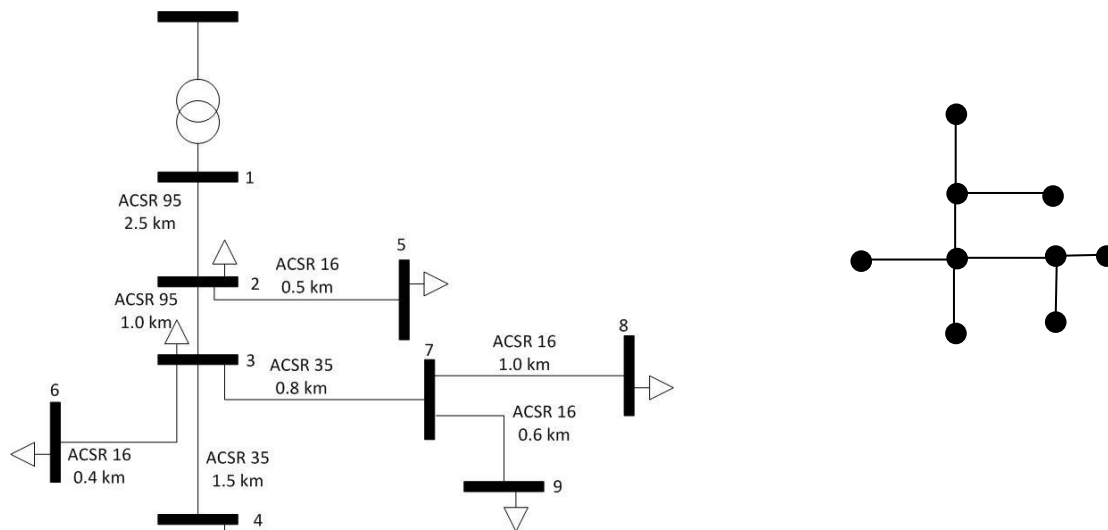 1
ACSR 95
2.5 km
2
ACSR 16
0.5 km
5
ACSR 95
1.0 km
3
ACSR 35
0.8 km
7
ACSR 16
1.0 km
8
6
ACSR 16
0.4 km
ACSR 35
1.5 km
ACSR 16
0.6 km
9
4